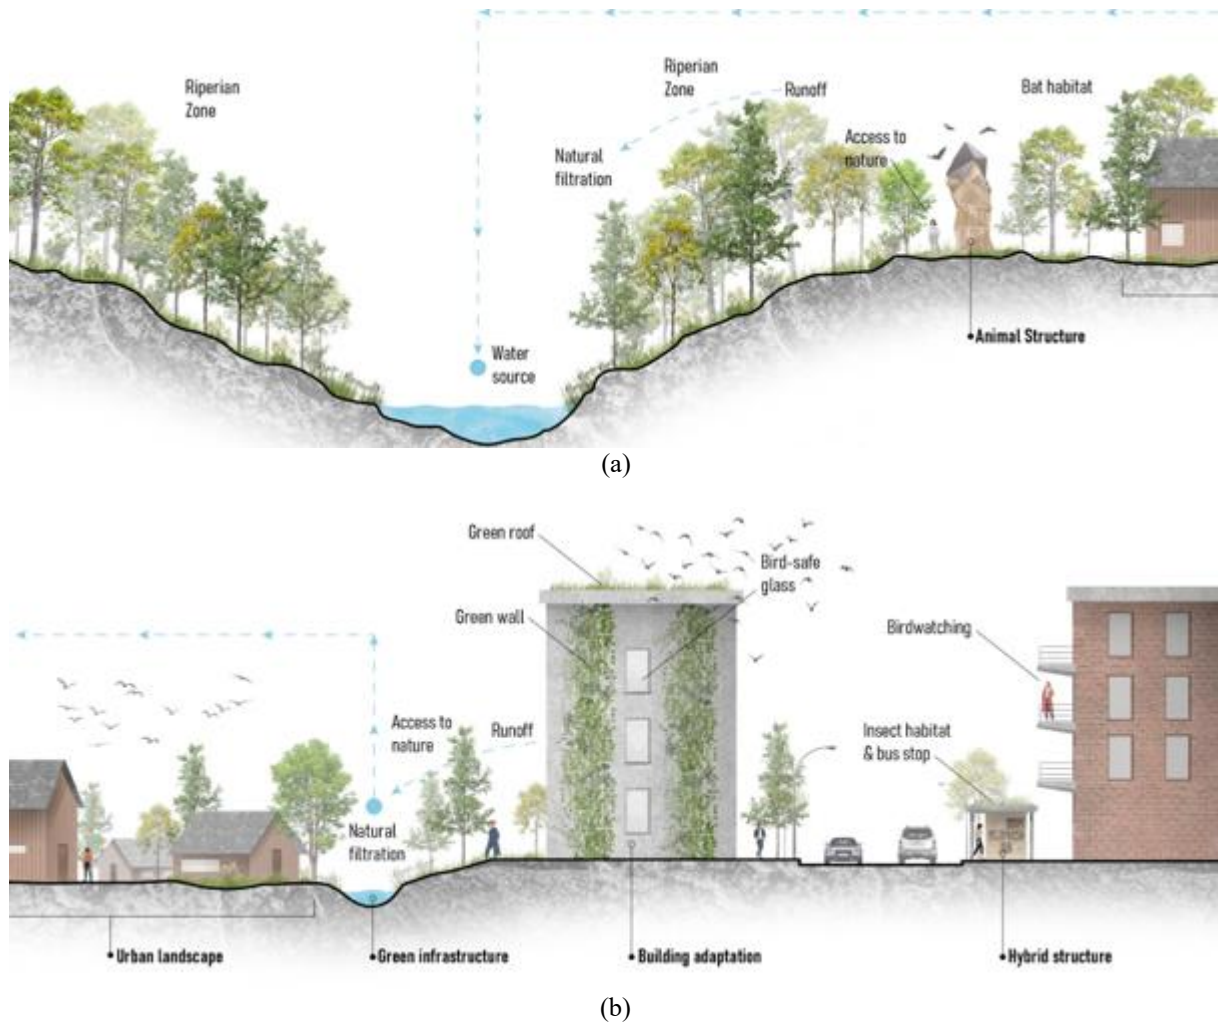 Riperian
Zone
Riperian
Zone
Runoff
Bat habitat
Natural
filtration
Access to
nature
Animal Structure
Water
source
(a)
Green roof
Bird-safe
glass
Green wall
Birdwatching
Access to
nature
Runoff
Insect habitat
& bus stop
Natural
filtration
Urban landscape
Green infrastructure
Building adaptation
Hybrid structure
(b)